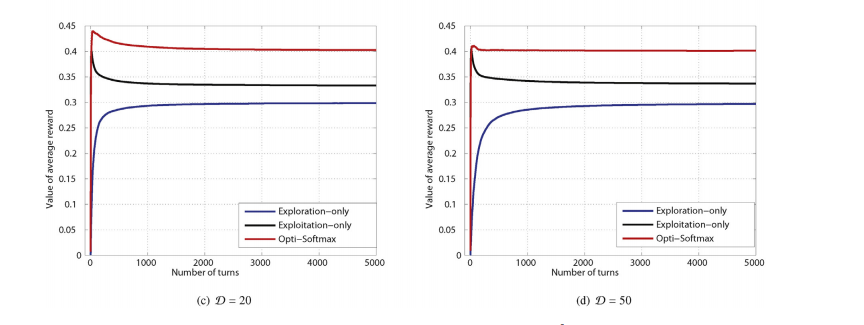 0.45
0.4
0.35
0.3
0.25
0.2
0.15
0.1
0.05
0
Value of average reward
0 1000 2000 3000 4000 5000
Number of turns
Exploration−only
Exploitation−only
Opti−Softmax
(c) 𝒟 = 20
0.45
0.4
0.35
0.3
0.25
0.2
0.15
0.1
0.05
0
Value of average reward
0 1000 2000 3000 4000 5000
Number of turns
Exploration−only
Exploitation−only
Opti−Softmax
(d) 𝒟 = 50